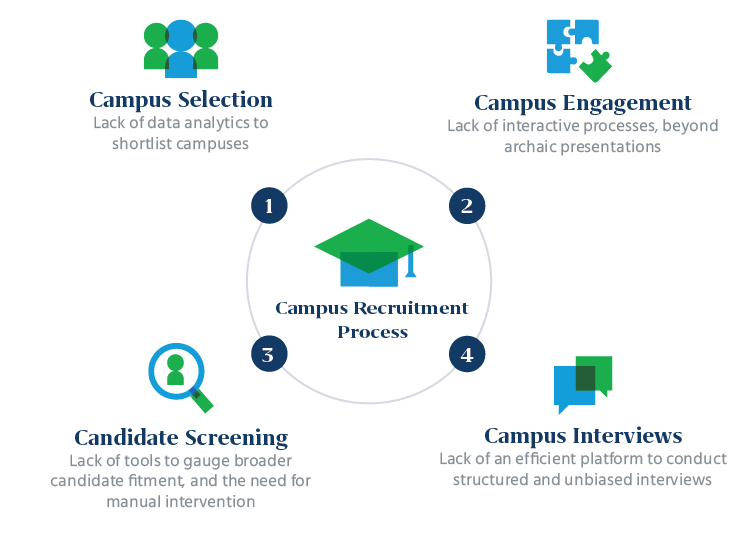 Campus Selection
Lack of data analytics to
shortlist campuses
Campus Engagement
Lack of interactive processes, beyond
archaic presentations
1
2
Campus Recruitment
Process
3
4
Candidate Screening
Lack of tools to gauge broader
candidate fitment, and the need for
manual intervention
Campus Interviews
Lack of an efficient platform to conduct
structured and unbiased interviews